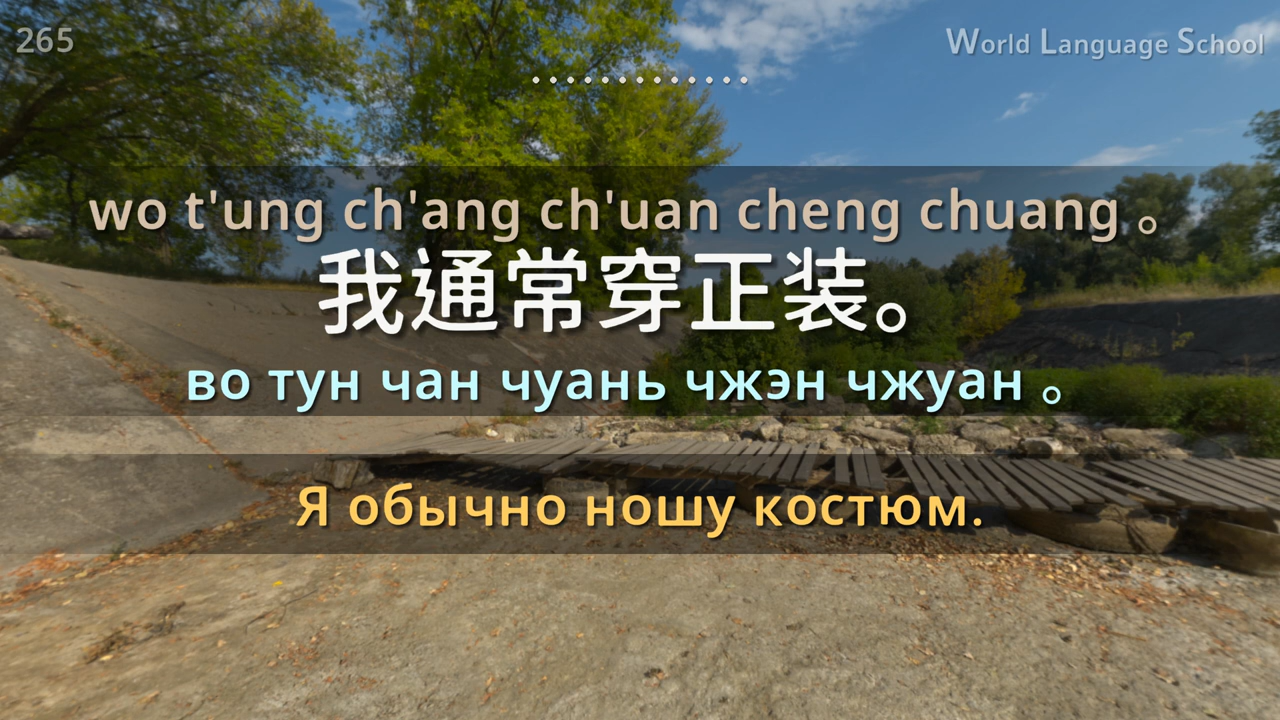 265
World Language School
wo t'ung ch'ang ch'uan cheng chuang 。
我通常穿正装。
во тун чан чуань чжэн чжуан 。
Я обычно ношу костюм.